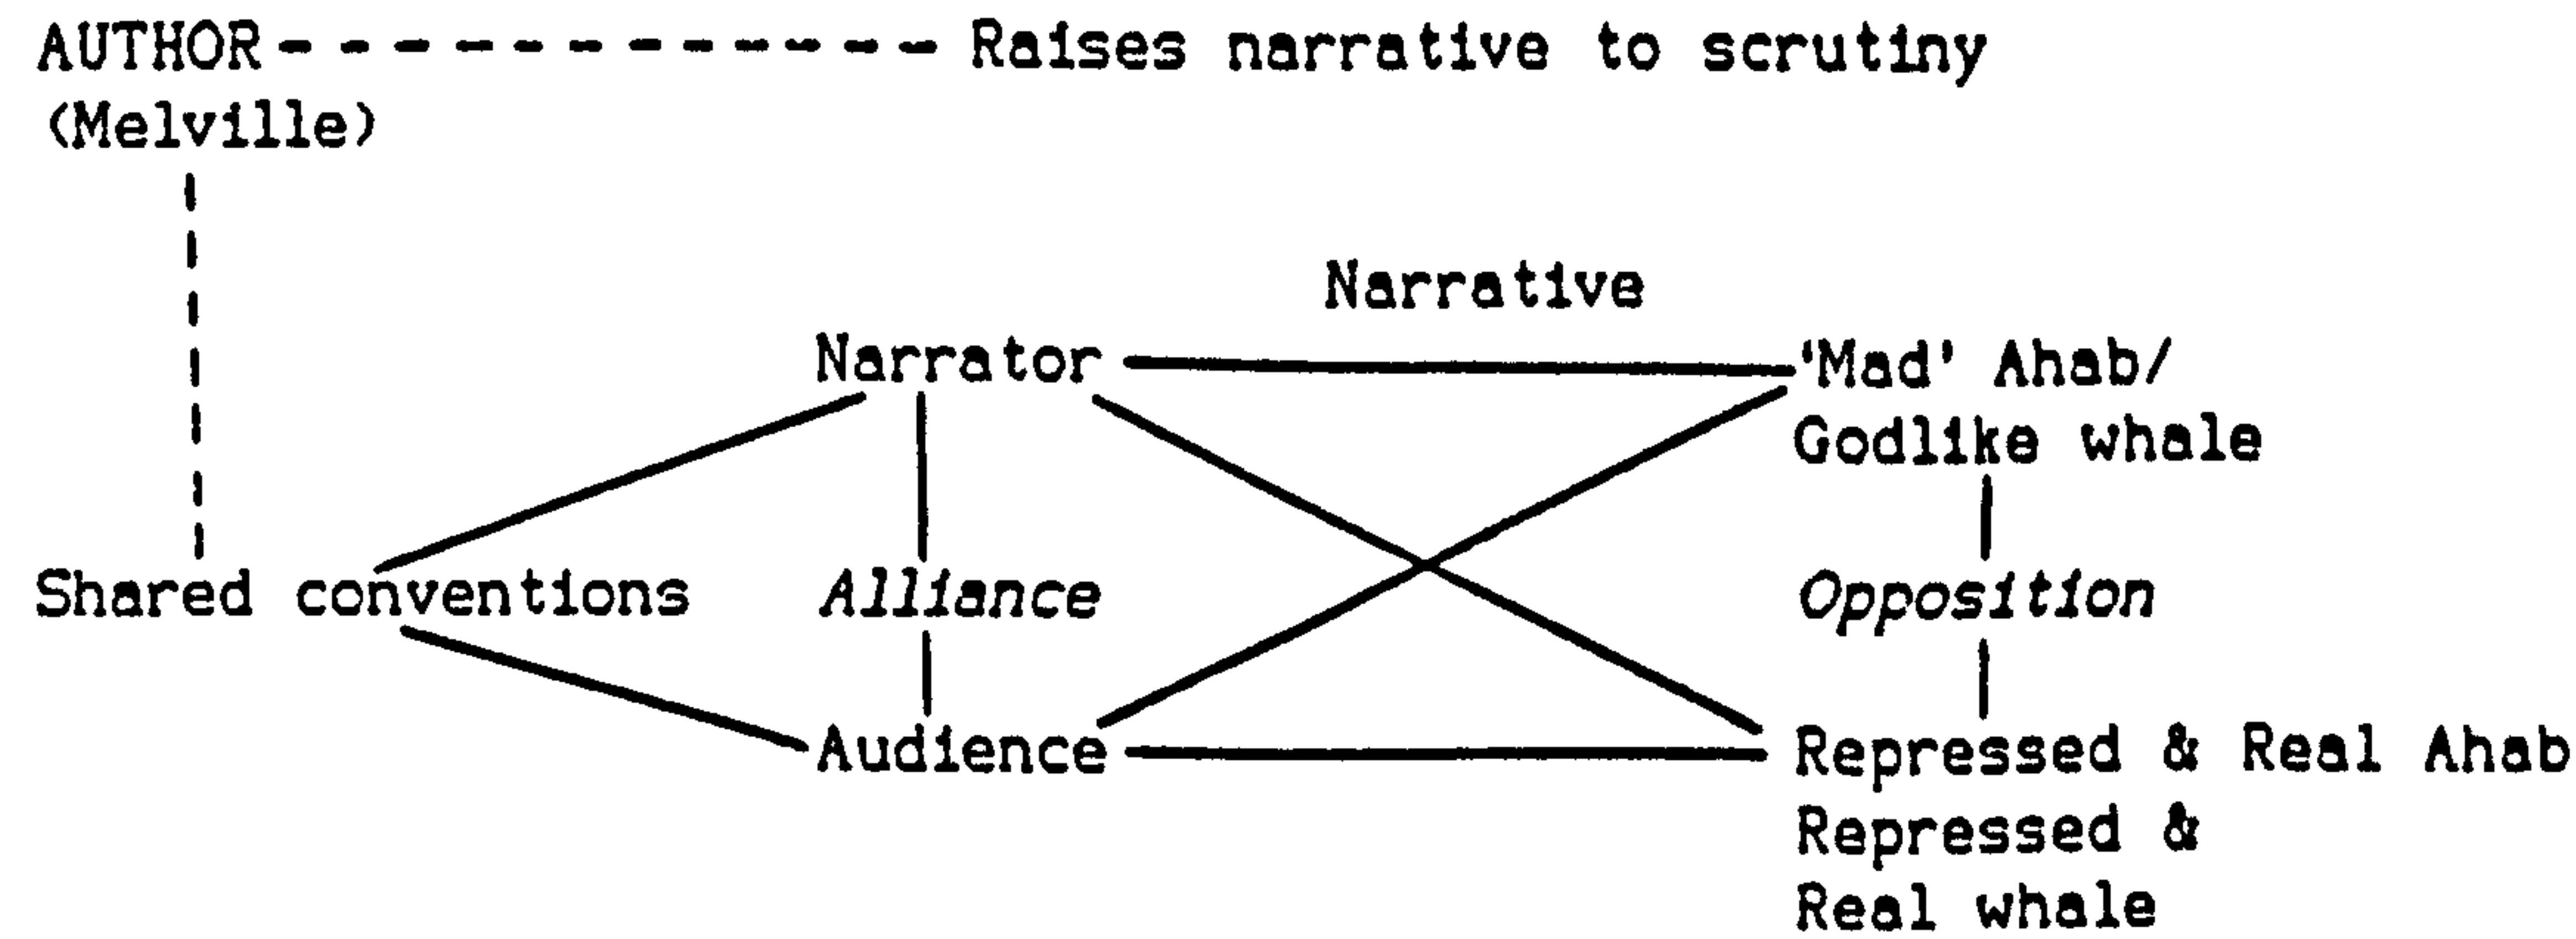 AUTHOR Raises narrative to scrutiny
(Melville)
Narrative
Narrator 'Mad' Ahab/
Godlike whale
Shared conventions Alliance Opposition
Audience Repressed & Real Ahab
Repressed &
Real whale